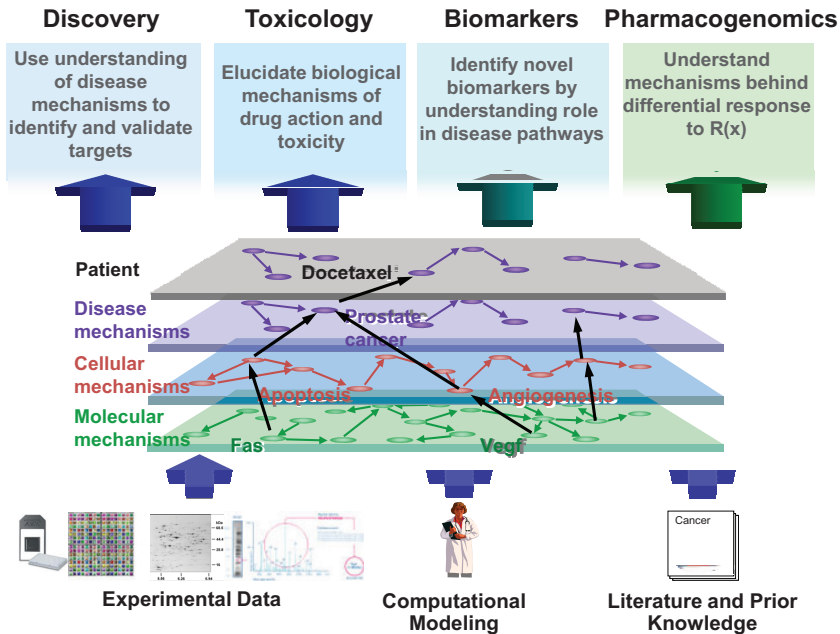 Discovery
Toxicology
Biomarkers
Pharmacogenomics
Use understanding
of disease
mechanisms to
identify and validate
targets
Elucidate biological
mechanisms of
drug action and
toxicity
Identify novel
biomarkers by
understanding role
in disease pathways
Understand
mechanisms behind
differential response
to R(x)
Patient
Docetaxel
Disease
mechanisms
Prostate
cancer
Cellular
mechanisms
Apoptosis
Angiogenesis
Molecular
mechanisms
Fas
Vegf
Cancer
Experimental Data
Computational
Modeling
Literature and Prior
Knowledge